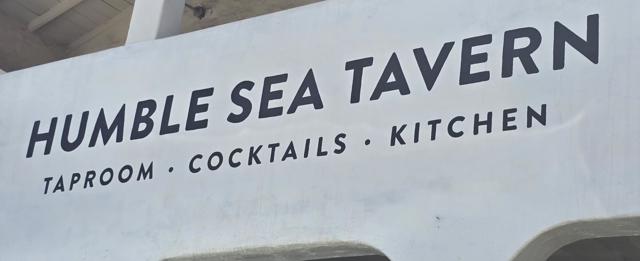 HUMBLE SEA TAVERN
TAPROOM · COCKTAILS · KITCHEN